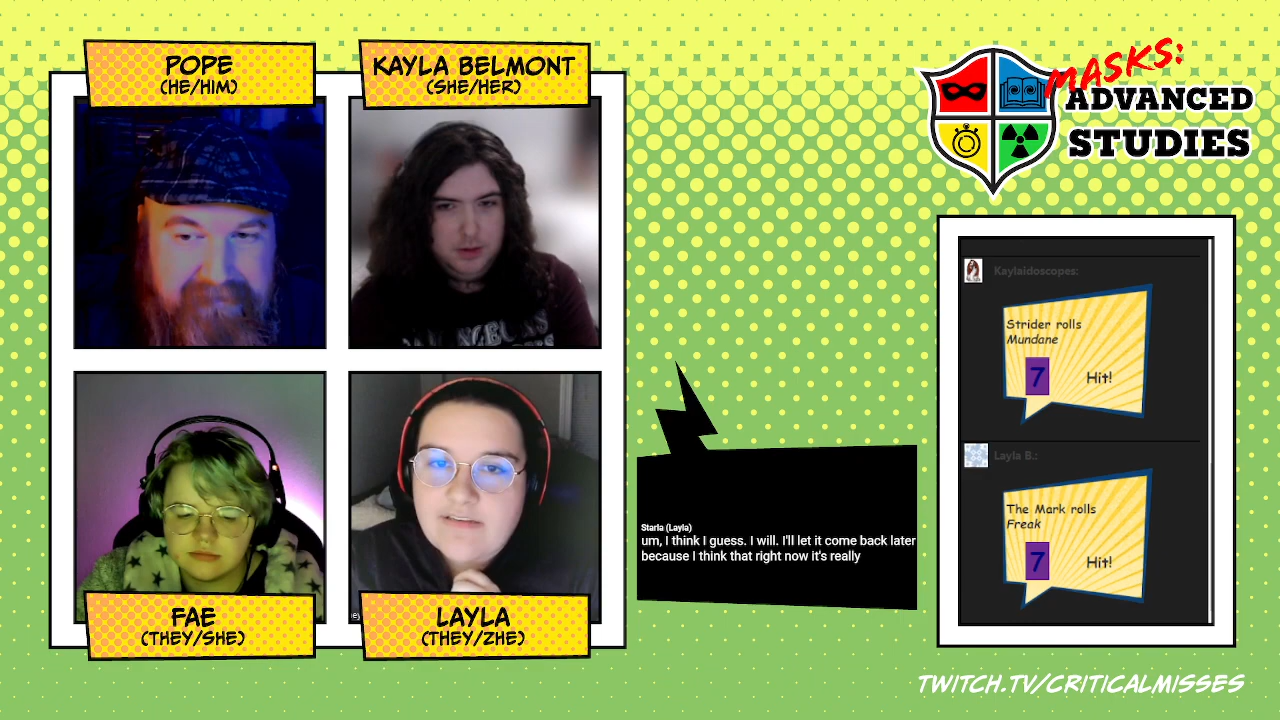 POPE
(HE/HIM)
KAYLA BELMONT
(SHE/HER)
FAE
(THEY/SHE)
LAYLA
(THEY/ZHE)
MASKS:
ADVANCED
STUDIES
Starla (Layla)
um, I think I guess. I will. I'll let it come back later
because I think that right now it's really
Kaylaidoscopes:
Strider rolls
Mundane
7 Hit!
Layla B.:
The Mark rolls
Freak
7 Hit!
TWITCH.TV/CRITICALMISSES